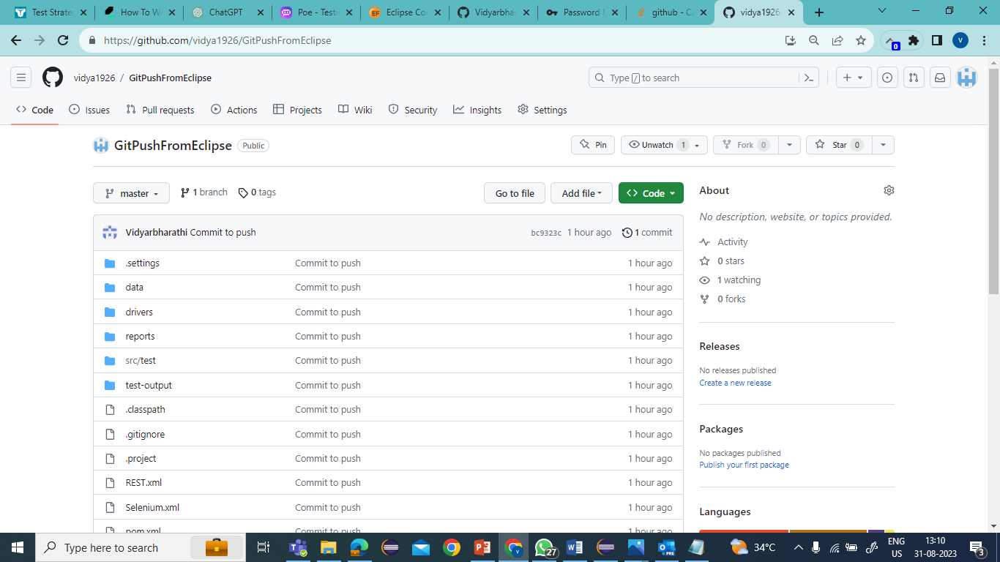 Test Strate
How To W
ChatGPT
Poe - Testi
Eclipse Co
Vidyarbhar
Password
github - Ca
vidya1926
https://github.com/vidya1926/GitPushFromEclipse
0
V
vidya1926 / GitPushFromEclipse
Type / to search
Code
Issues
Pull requests
Actions
Projects
Wiki
Security
Insights
Settings
GitPushFromEclipse Public
Pin
Unwatch 1
Fork 0
Star 0
master
1 branch
0 tags
Go to file
Add file
Code
Vidyarbharathi Commit to push bc9323c 1 hour ago 1 commit
.settings Commit to push 1 hour ago
data Commit to push 1 hour ago
drivers Commit to push 1 hour ago
reports Commit to push 1 hour ago
src/test Commit to push 1 hour ago
test-output Commit to push 1 hour ago
.classpath Commit to push 1 hour ago
.gitignore Commit to push 1 hour ago
.project Commit to push 1 hour ago
REST.xml Commit to push 1 hour ago
Selenium.xml Commit to push 1 hour ago
pom.xml Commit to push 1 hour ago
About
No description, website, or topics provided.
Activity
0 stars
1 watching
0 forks
Releases
No releases published
Create a new release
Packages
No packages published
Publish your first package
Languages
Type here to search
27
PRE
34°C
ENG
US
13:10
31-08-2023
3